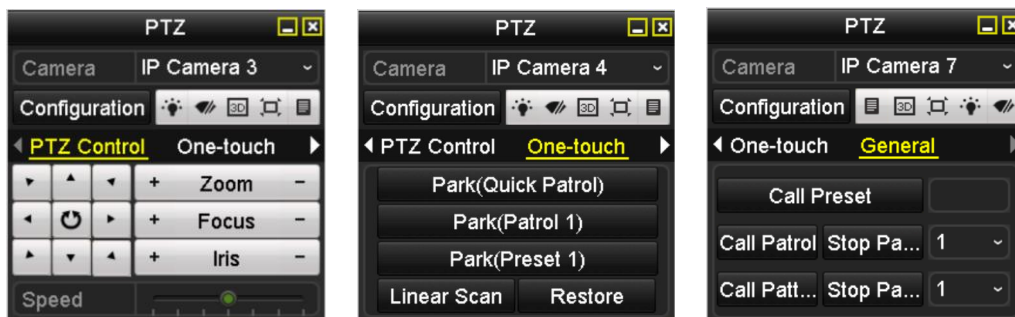 PTZ
Camera IP Camera 3
Configuration 3D
PTZ Control One-touch
+ Zoom −
+ Focus −
+ Iris −
Speed
PTZ
Camera IP Camera 4
Configuration 3D
PTZ Control One-touch
Park(Quick Patrol)
Park(Patrol 1)
Park(Preset 1)
Linear Scan Restore
PTZ
Camera IP Camera 7
Configuration 3D
One-touch General
Call Preset
Call Patrol Stop Pa... 1
Call Patt... Stop Pa... 1